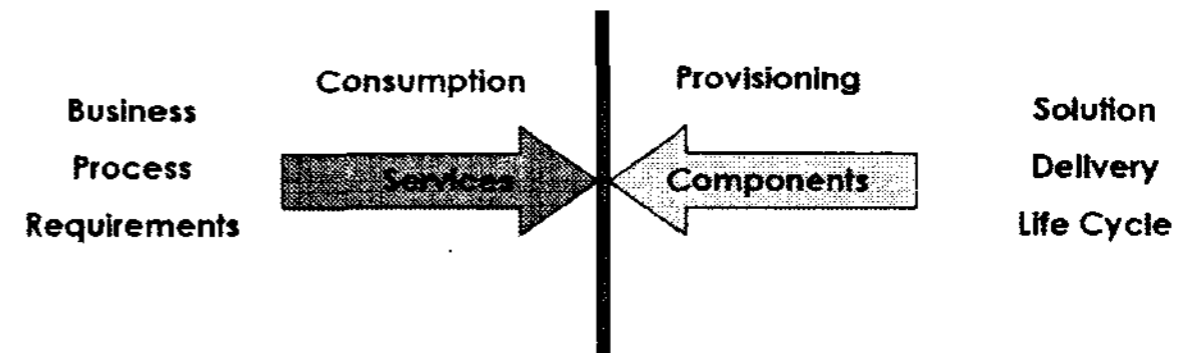 Consumption
Provisioning
Business
Process
Requirements
Services
Components
Solution
Delivery
Life Cycle